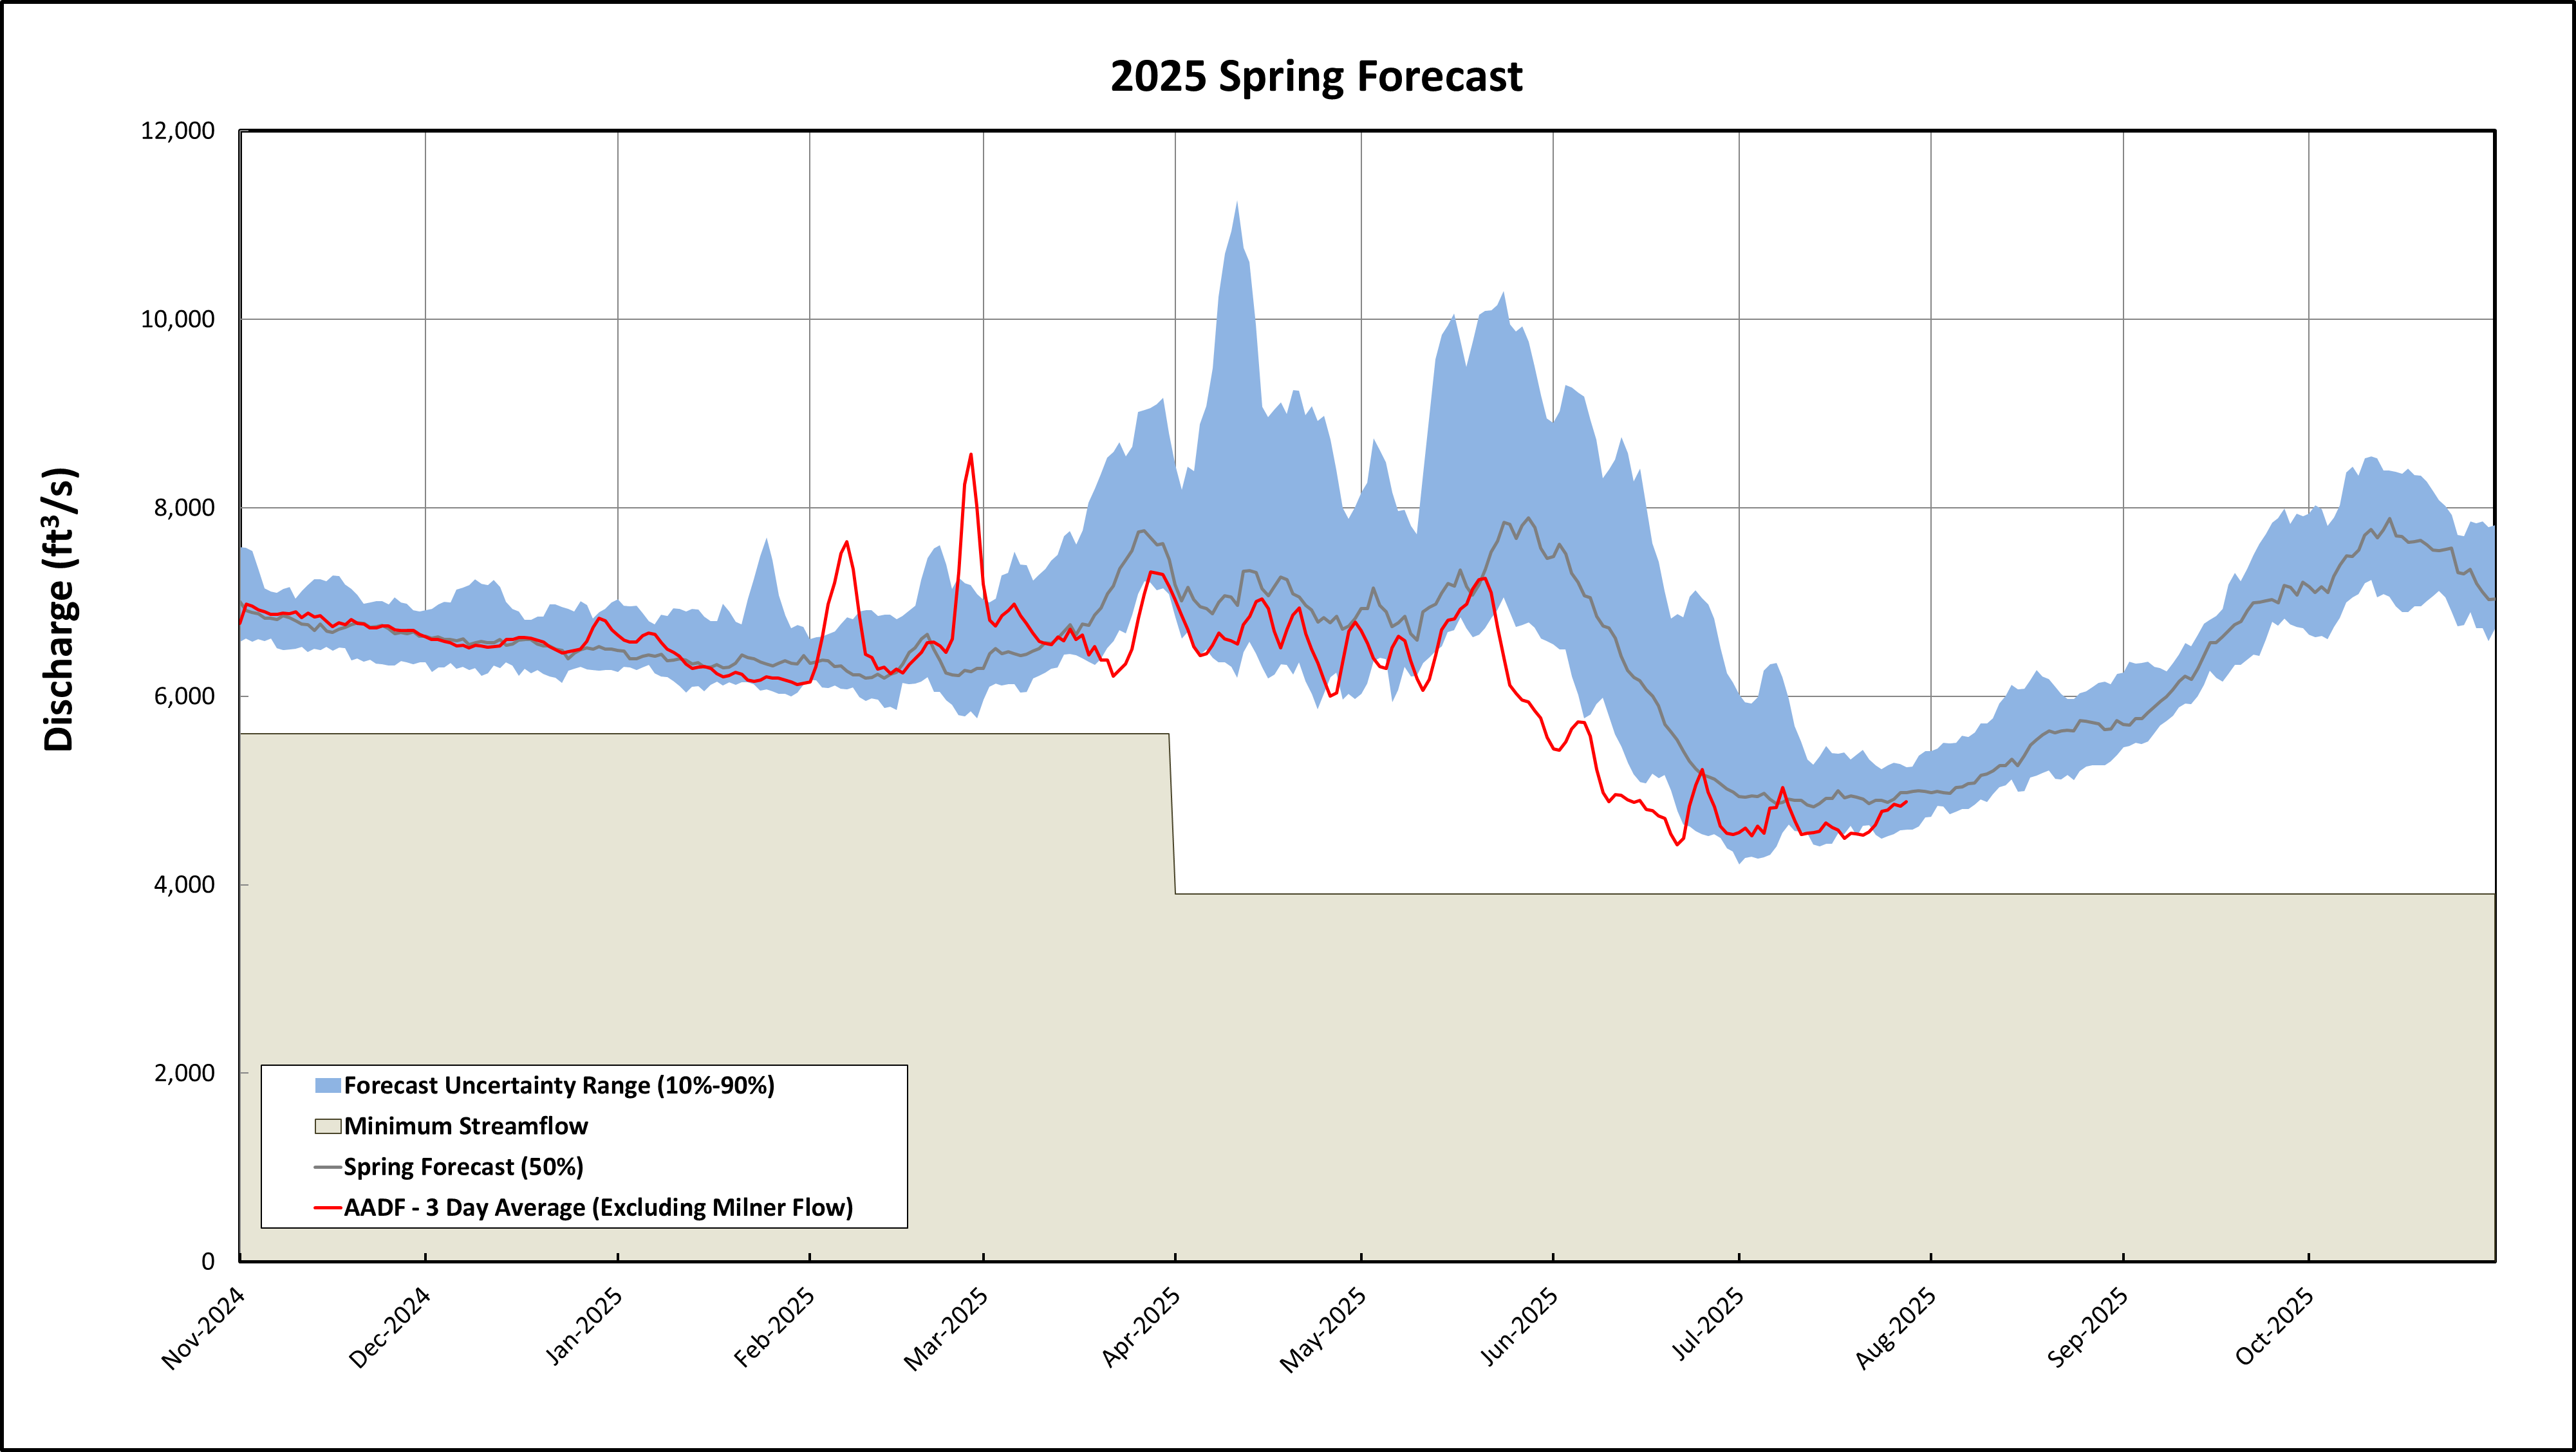 2025 Spring Forecast
Discharge (ft³/s)
12,000
10,000
8,000
6,000
4,000
2,000
0
Forecast Uncertainty Range (10%-90%)
Minimum Streamflow
Spring Forecast (50%)
AADF - 3 Day Average (Excluding Milner Flow)
Nov-2024
Dec-2024
Jan-2025
Feb-2025
Mar-2025
Apr-2025
May-2025
Jun-2025
Jul-2025
Aug-2025
Sep-2025
Oct-2025